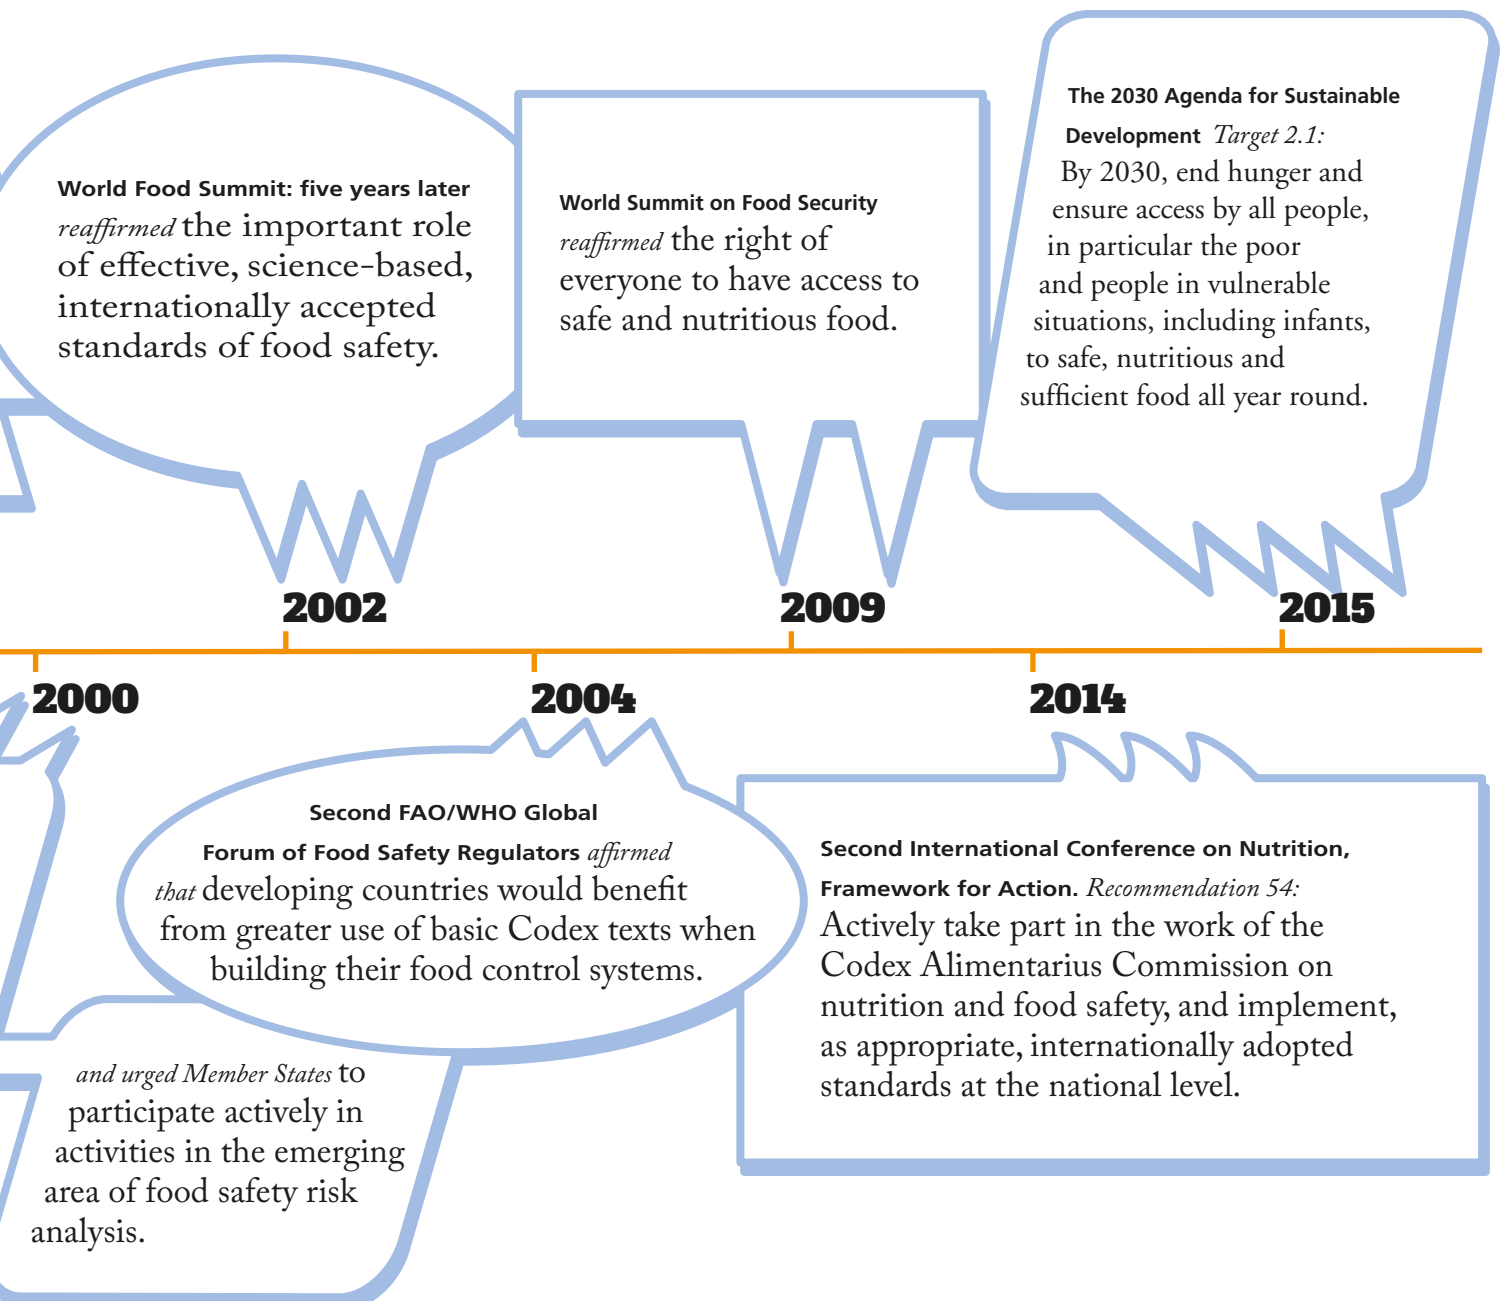 World Food Summit: five years later
reaffirmed the important role
of effective, science-based,
internationally accepted
standards of food safety.
World Summit on Food Security
reaffirmed the right of
everyone to have access to
safe and nutritious food.
The 2030 Agenda for Sustainable
Development Target 2.1:
By 2030, end hunger and
ensure access by all people,
in particular the poor
and people in vulnerable
situations, including infants,
to safe, nutritious and
sufficient food all year round.
2002
2009
2015
2000
2004
2014
Second FAO/WHO Global
Forum of Food Safety Regulators affirmed
that developing countries would benefit
from greater use of basic Codex texts when
building their food control systems.
Second International Conference on Nutrition,
Framework for Action. Recommendation 54:
Actively take part in the work of the
Codex Alimentarius Commission on
nutrition and food safety, and implement,
as appropriate, internationally adopted
standards at the national level.
and urged Member States to
participate actively in
activities in the emerging
area of food safety risk
analysis.